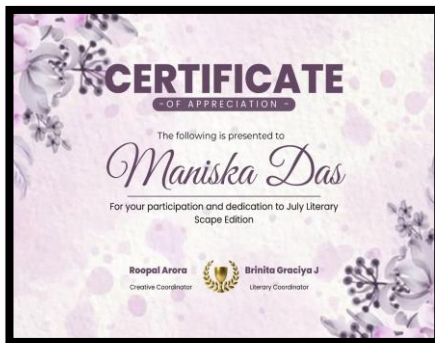 CERTIFICATE
-OF APPRECIATION -
The following is presented to
Maniska Das
For your participation and dedication to July Literary
Scape Edition
Roopal Arora
Brinita Graciya J
Creative Coordinator
Literary Coordinator